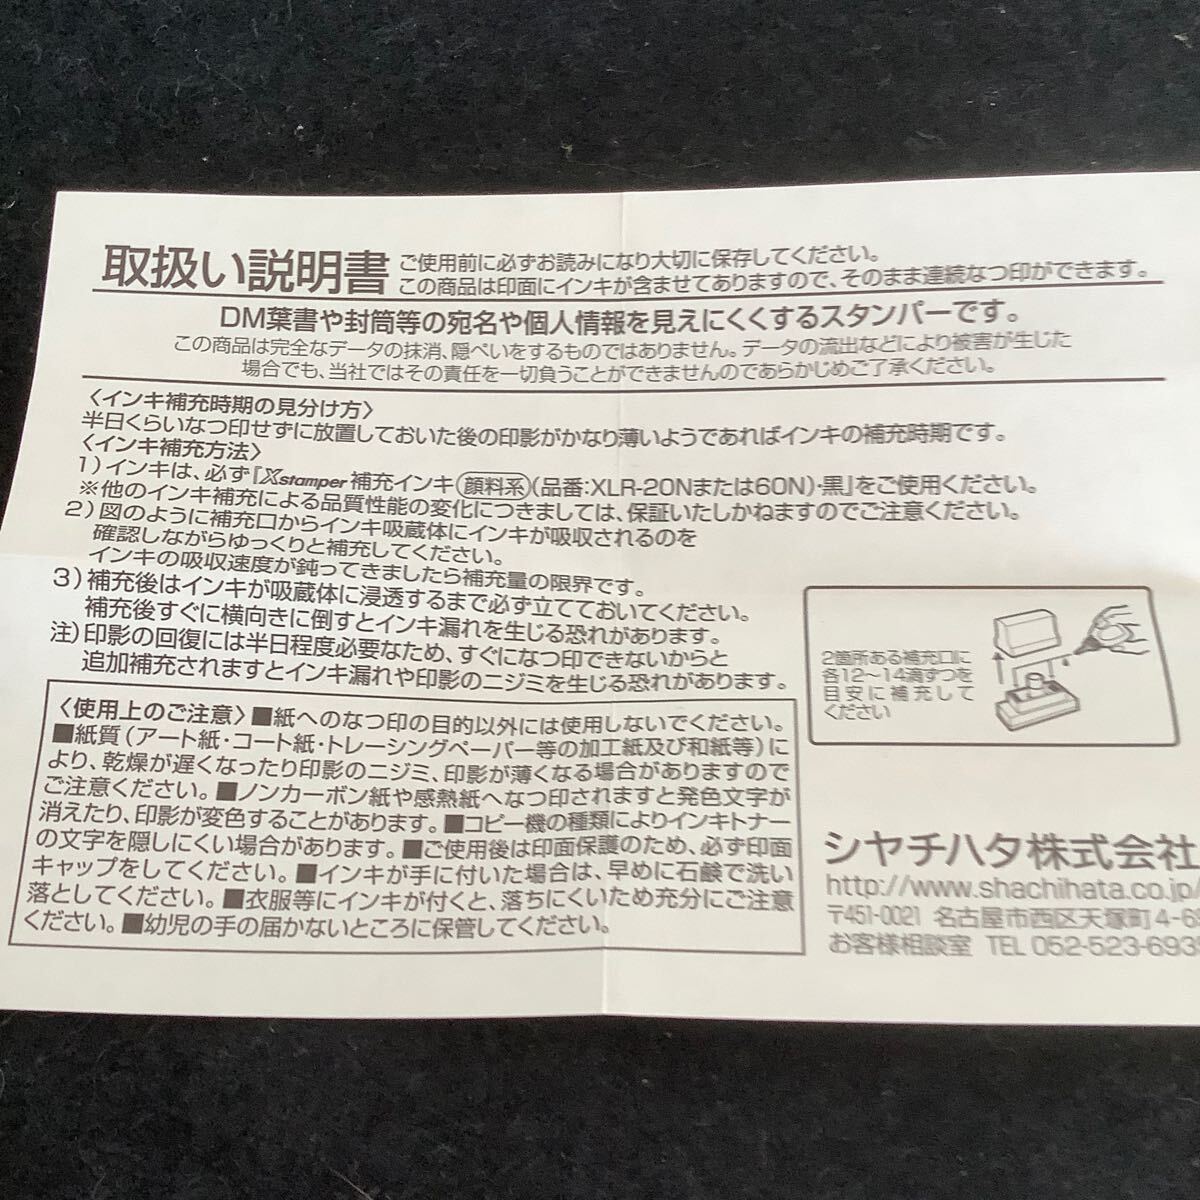 取扱い説明書
ご使用前に必ずお読みになり大切に保存してください。
この商品は印面にインキが含ませてありますので、そのまま連続なつ印ができます。
DM葉書や封筒等の宛名や個人情報を見えにくくするスタンパーです。
この商品は完全なデータの抹消、隠ぺいをするものではありません。データの流出などにより被害が生じた
場合でも、当社ではその責任を一切負うことができませんのであらかじめご了承ください。
〈インキ補充時期の見分け方〉
半日くらいなつ印せずに放置しておいた後の印影がかなり薄いようであればインキの補充時期です。
〈インキ補充方法〉
1)インキは、必ず「Xstamper補充インキ(顔料系)(品番:XLR-20Nまたは60N)・黒」をご使用ください。
※他のインキ補充による品質性能の変化につきましては、保証いたしかねますのでご注意ください。
2)図のように補充口からインキ吸蔵体にインキが吸収されるのを
確認しながらゆっくりと補充してください。
インキの吸収速度が鈍ってきましたら補充量の限界です。
3)補充後はインキが吸蔵体に浸透するまで必ず立てておいてください。
補充後すぐに横向きに倒すとインキ漏れを生じる恐れがあります。
注)印影の回復には半日程度必要なため、すぐになつ印できないからと
追加補充されますとインキ漏れや印影のニジミを生じる恐れがあります。
〈使用上のご注意〉■紙へのなつ印の目的以外には使用しないでください。
■紙質(アート紙・コート紙・トレーシングペーパー等の加工紙及び和紙等)に
より、乾燥が遅くなったり印影のニジミ、印影が薄くなる場合がありますので
ご注意ください。■ノンカーボン紙や感熱紙へなつ印されますと発色文字が
消えたり、印影が変色することがあります。■コピー機の種類によりインキトナー
の文字を隠しにくい場合があります。■ご使用後は印面保護のため、必ず印面
キャップをしてください。■インキが手に付いた場合は、早めに石鹸で洗い
落としてください。■衣服等にインキが付くと、落ちにくいため充分にご注意
ください。■幼児の手の届かないところに保管してください。
2箇所ある補充口に
各12〜14滴ずつを
目安に補充して
ください
シヤチハタ株式会社
http://www.shachihata.co.jp/
〒451-0021 名古屋市西区天塚町4-6
お客様相談室 TEL 052-523-693